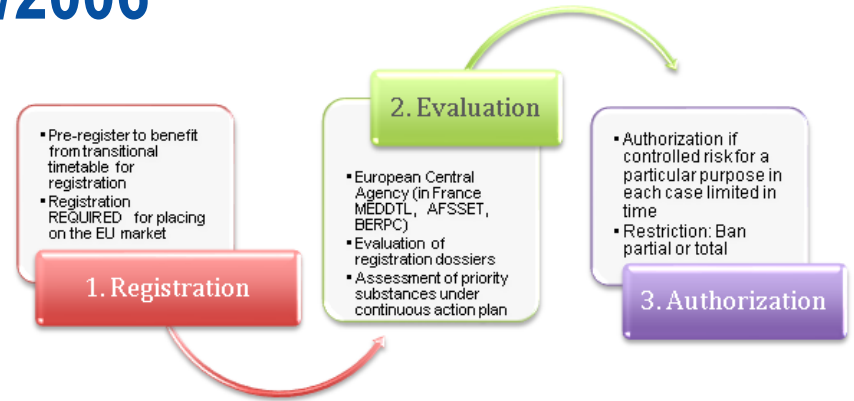 /2006
▪ Pre-register to benefit
from transitional
timetable for
registration
▪ Registration
REQUIRED for placing
on the EU market
1. Registration
2. Evaluation
▪ European Central
Agency (in France
MEDDTL, AFSSET,
BERPC)
▪ Evaluation of
registration dossiers
▪ Assessment of priority
substances under
continuous action plan
▪ Authorization if
controlled risk for a
particular purpose in
each case limited in
time
▪ Restriction: Ban
partial or total
3. Authorization